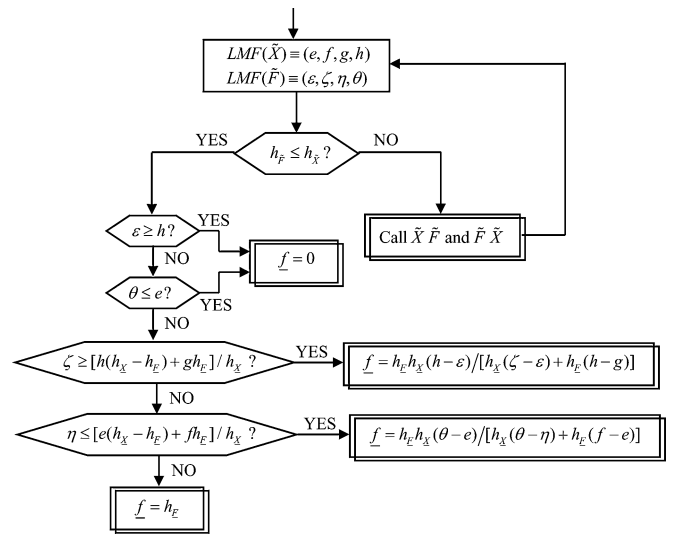 LMF(X̃) ≡ (e, f, g, h)
LMF(F̃) ≡ (ε, ζ, η, θ)
YES
h_F̃ ≤ h_X̃ ?
NO
ε ≥ h?
YES
Call X̃ F̃ and F̃ X̃
f̲ = 0
NO
θ ≤ e?
YES
NO
ζ ≥ [h(h_X̲ − h_F̲) + gh_F̲] / h_X̲ ?
YES
f̲ = h_F̲h_X̲(h − ε)/[h_X̲(ζ − ε) + h_F̲(h − g)]
NO
η ≤ [e(h_X̲ − h_F̲) + fh_F̲] / h_X̲ ?
YES
f̲ = h_F̲h_X̲(θ − e)/[h_X̲(θ − η) + h_F̲(f − e)]
NO
f̲ = h_F̲